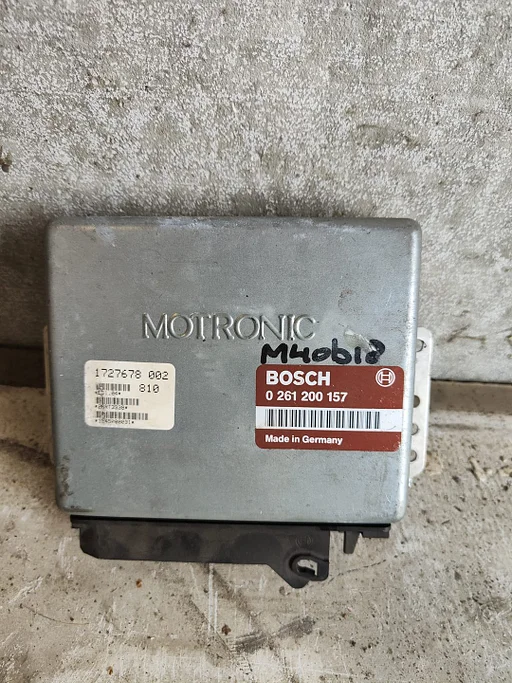 MOTRONIC
M40b18
1727678 002
810
BOSCH
0 261 200 157
Made in Germany